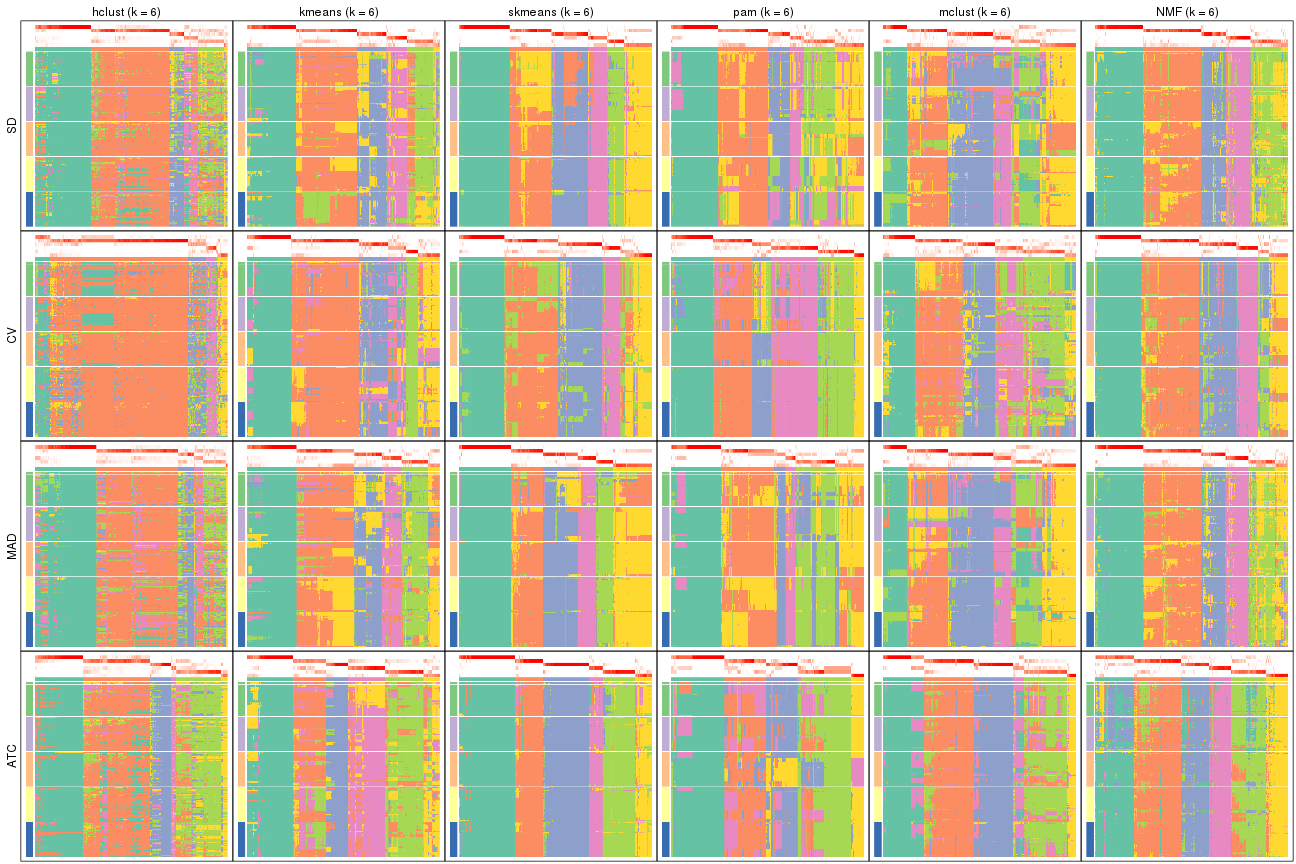 hclust (k = 6) kmeans (k = 6) skmeans (k = 6) pam (k = 6) mclust (k = 6) NMF (k = 6)
SD
CV
MAD
ATC